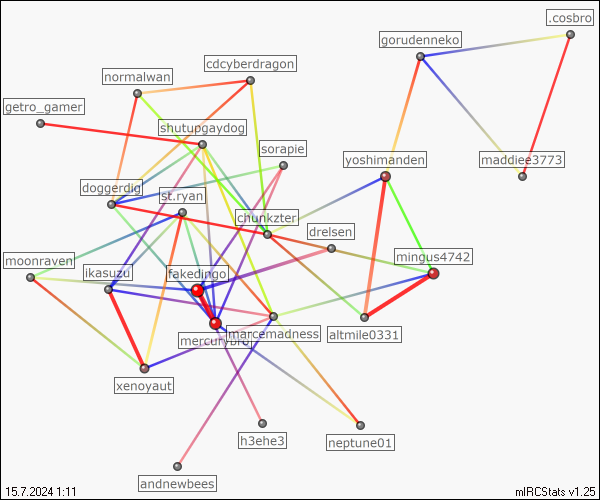 .cosbro
gorudenneko
cdcyberdragon
normalwan
getro_gamer
shutupgaydog
sorapie
yoshimanden
maddiee3773
doggerdig
st.ryan
chunkzter
drelsen
mingus4742
moonraven
ikasuzu
fakedingo
marcemadness
altmile0331
xenoyaut
h3ehe3
neptune01
andnewbees
15.7.2024 1:11
mIRCStats v1.25